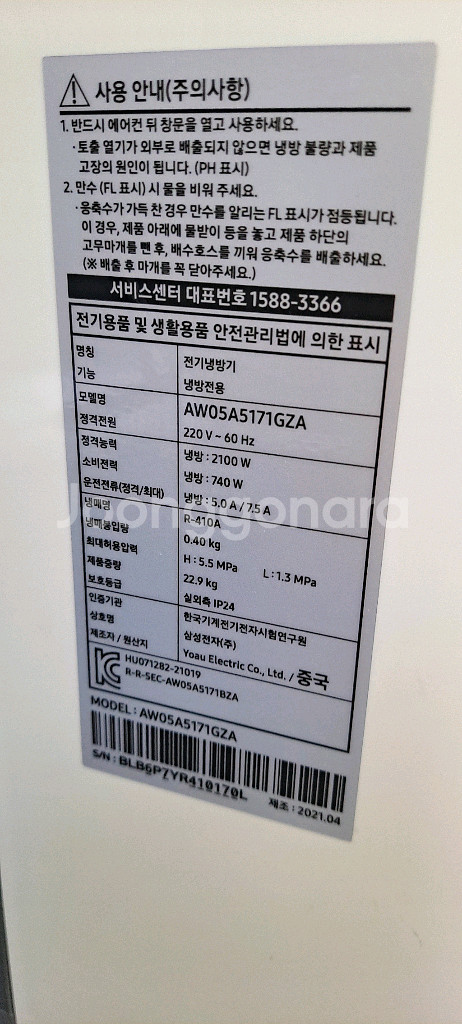 사용 안내(주의사항)
1. 반드시 에어컨 뒤 창문을 열고 사용하세요.
· 토출 열기가 외부로 배출되지 않으면 냉방 불량과 제품
고장의 원인이 됩니다. (PH 표시)
2. 만수 (FL 표시) 시 물을 비워 주세요.
· 응축수가 가득 찬 경우 만수를 알리는 FL 표시가 점등됩니다.
이 경우, 제품 아래에 물받이 등을 놓고 제품 하단의
고무마개를 뺀 후, 배수호스를 끼워 응축수를 배출하세요.
(※ 배출 후 마개를 꼭 닫아주세요.)
서비스센터 대표번호 1588-3366
전기용품 및 생활용품 안전관리법에 의한 표시
명칭 전기냉방기
기능 냉방전용
모델명 AW05A5171GZA
정격전원 220 V ~ 60 Hz
정격능력 냉방 : 2100 W
소비전력 냉방 : 740 W
운전전류(정격/최대) 냉방 : 5.0 A / 7.5 A
냉매명 R-410A
냉매봉입량 0.40 kg
최대허용압력 H : 5.5 MPa L : 1.3 MPa
제품중량 22.9 kg
보호등급 실외측 IP24
인증기관 한국기계전기전자시험연구원
상호명 삼성전자(주)
제조자 / 원산지 Yoau Electric Co., Ltd. / 중국
HU071282-21019
R-R-SEC-AW05A5171BZA
MODEL : AW05A5171GZA
S/N : BLB6P7YR410170L
제조 : 2021.04
Joonggonara